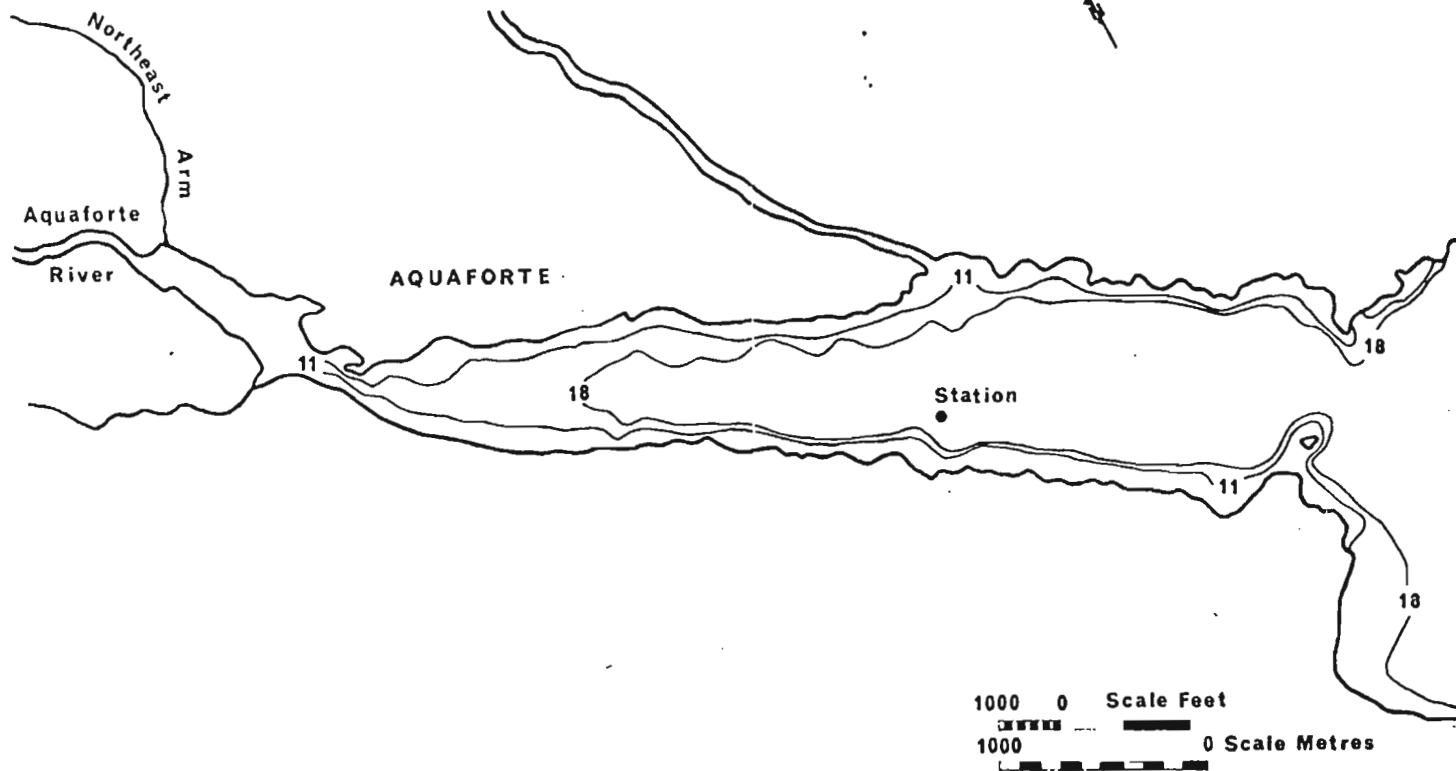 Northeast
Arm
Aquaforte
River
AQUAFORTE
11
11
18
18
Station
11
18
1000 0 Scale Feet
1000 0 Scale Metres